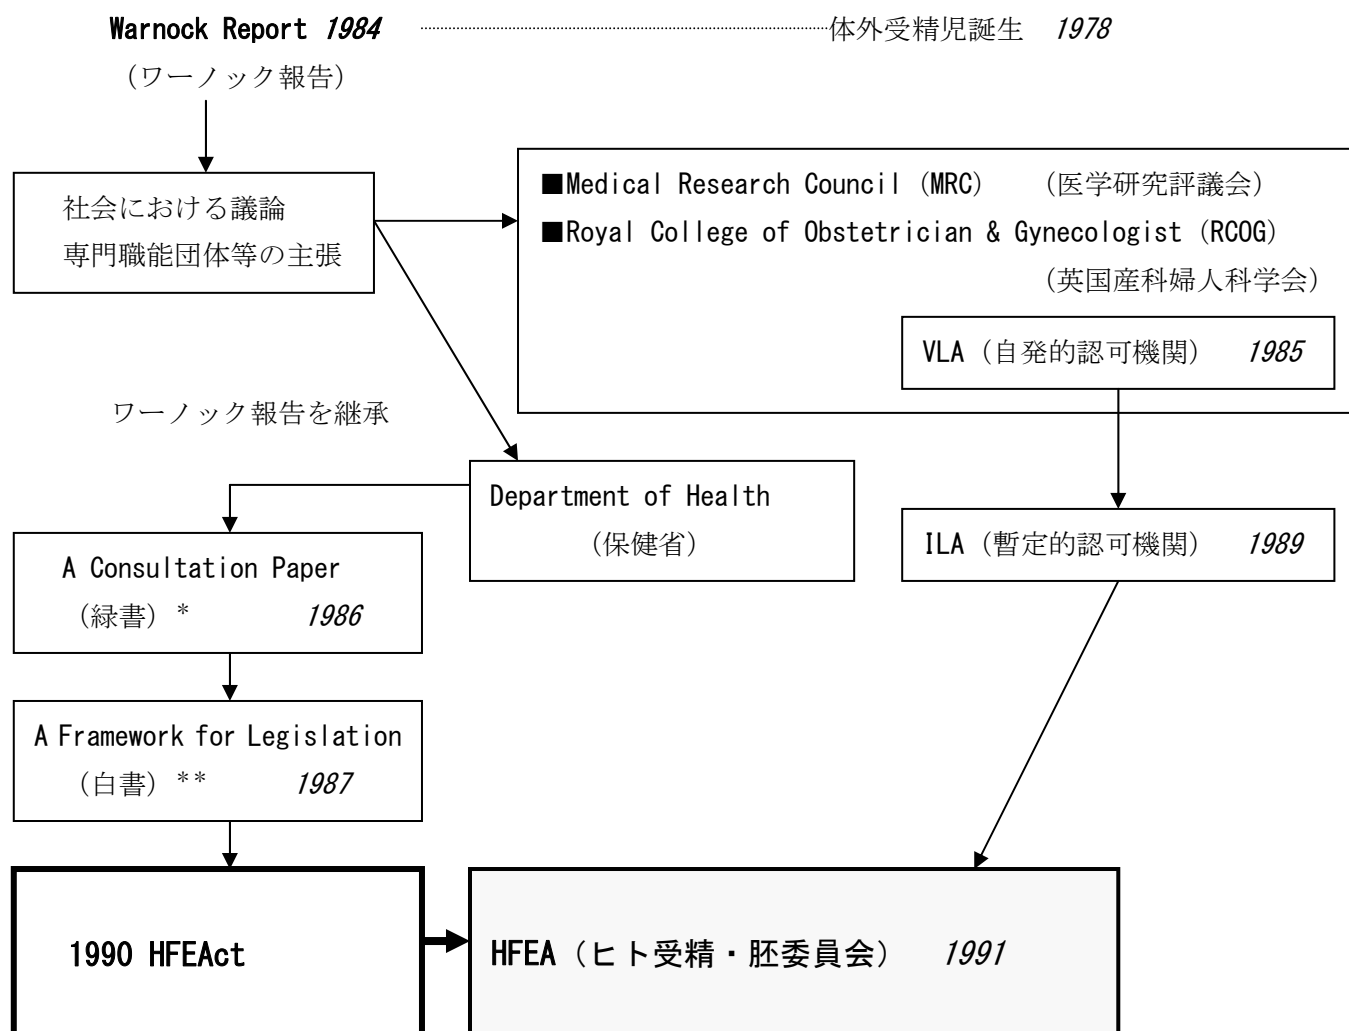 Warnock Report 1984 体外受精児誕生 1978
（ワーノック報告）
社会における議論
専門職能団体等の主張
■Medical Research Council（MRC） （医学研究評議会）
■Royal College of Obstetrician & Gynecologist（RCOG）
（英国産科婦人科学会）
VLA（自発的認可機関） 1985
ワーノック報告を継承
Department of Health
（保健省）
ILA（暫定的認可機関） 1989
A Consultation Paper
（緑書）* 1986
A Framework for Legislation
（白書）** 1987
1990 HFEAct
HFEA（ヒト受精・胚委員会） 1991